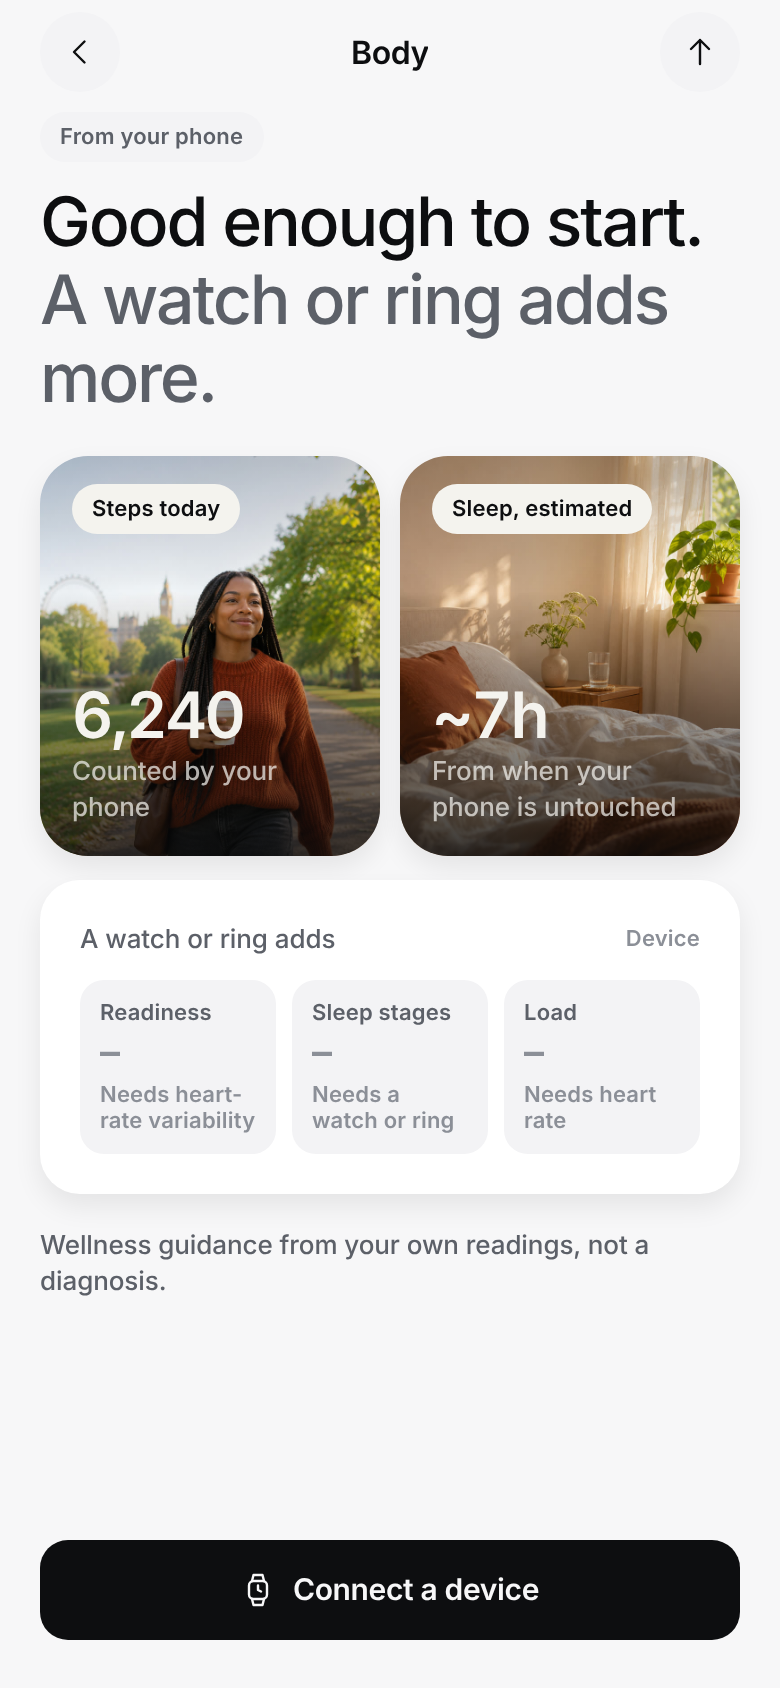 Body
From your phone
Good enough to start.
A watch or ring adds
more.
Steps today
6,240
Counted by your
phone
Sleep, estimated
~7h
From when your
phone is untouched
A watch or ring adds
Device
Readiness
–
Needs heart-
rate variability
Sleep stages
–
Needs a
watch or ring
Load
–
Needs heart
rate
Wellness guidance from your own readings, not a
diagnosis.
Connect a device